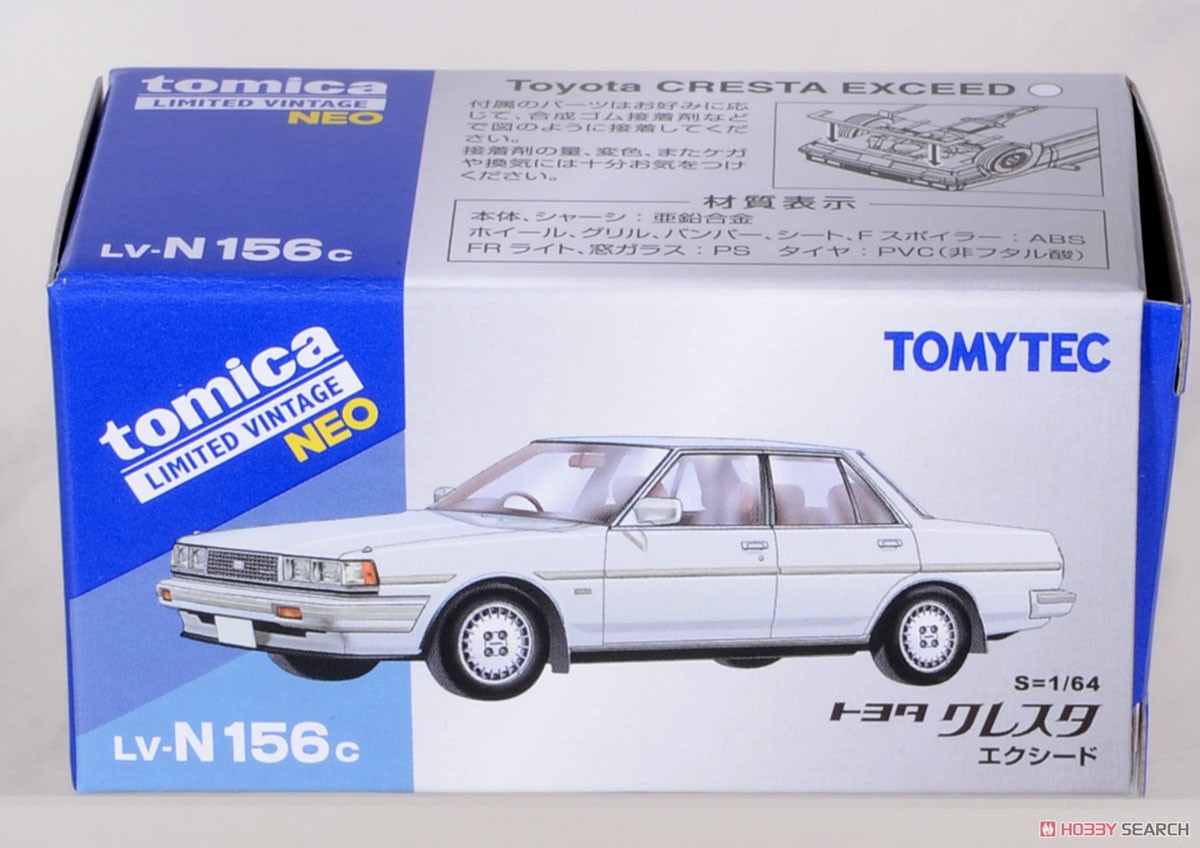 tomica
LIMITED VINTAGE
NEO
LV-N 156c
Toyota CRESTA EXCEED
付属のパーツはお好みに応
じて、合成ゴム接着剤など
で図のように接着してくだ
さい。
接着剤の量、変色、またケガ
や換気には十分お気をつけ
ください。
材質表示
本体、シャーシ：亜鉛合金
ホイール、グリル、バンパー、シート、Fスポイラー：ABS
FRライト、窓ガラス：PS タイヤ：PVC(非フタル酸)
tomica
LIMITED VINTAGE
NEO
TOMYTEC
S=1/64
トヨタ クレスタ
エクシード
LV-N 156c
HOBBY SEARCH